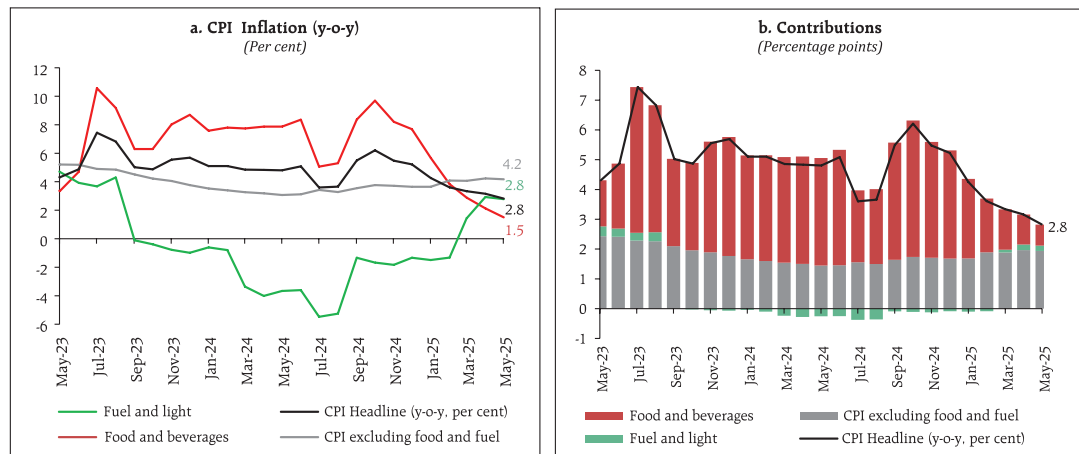 a. CPI Inflation (y-o-y)
(Per cent)
12
10
8
6
4
2
0
-2
-4
-6
4.2
2.8
2.8
1.5
May-23
Jul-23
Sep-23
Nov-23
Jan-24
Mar-24
May-24
Jul-24
Sep-24
Nov-24
Jan-25
Mar-25
May-25
Fuel and light
CPI Headline (y-o-y, per cent)
Food and beverages
CPI excluding food and fuel
b. Contributions
(Percentage points)
8
7
6
5
4
3
2
1
0
-1
2.8
May-23
Jul-23
Sep-23
Nov-23
Jan-24
Mar-24
May-24
Jul-24
Sep-24
Nov-24
Jan-25
Mar-25
May-25
Food and beverages
CPI excluding food and fuel
Fuel and light
CPI Headline (y-o-y, per cent)